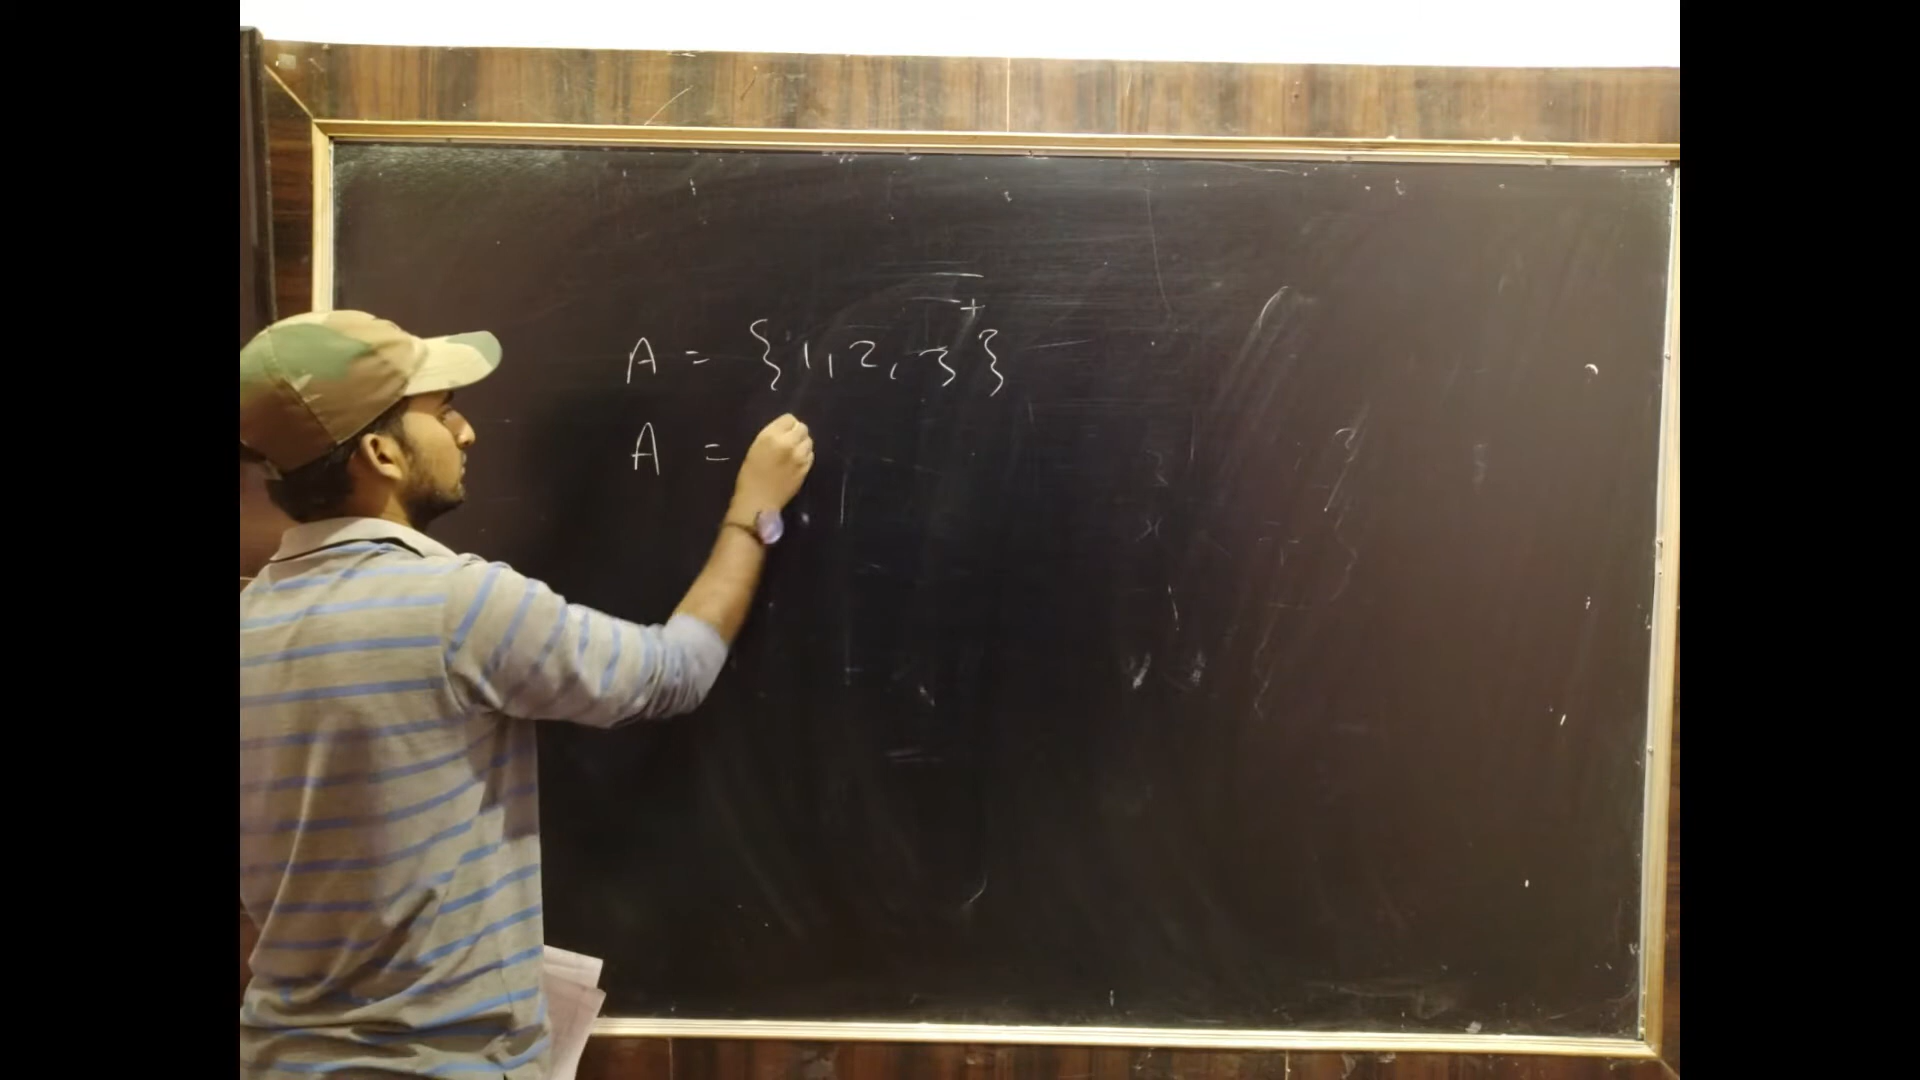 A = {1, 2, 3}
A =